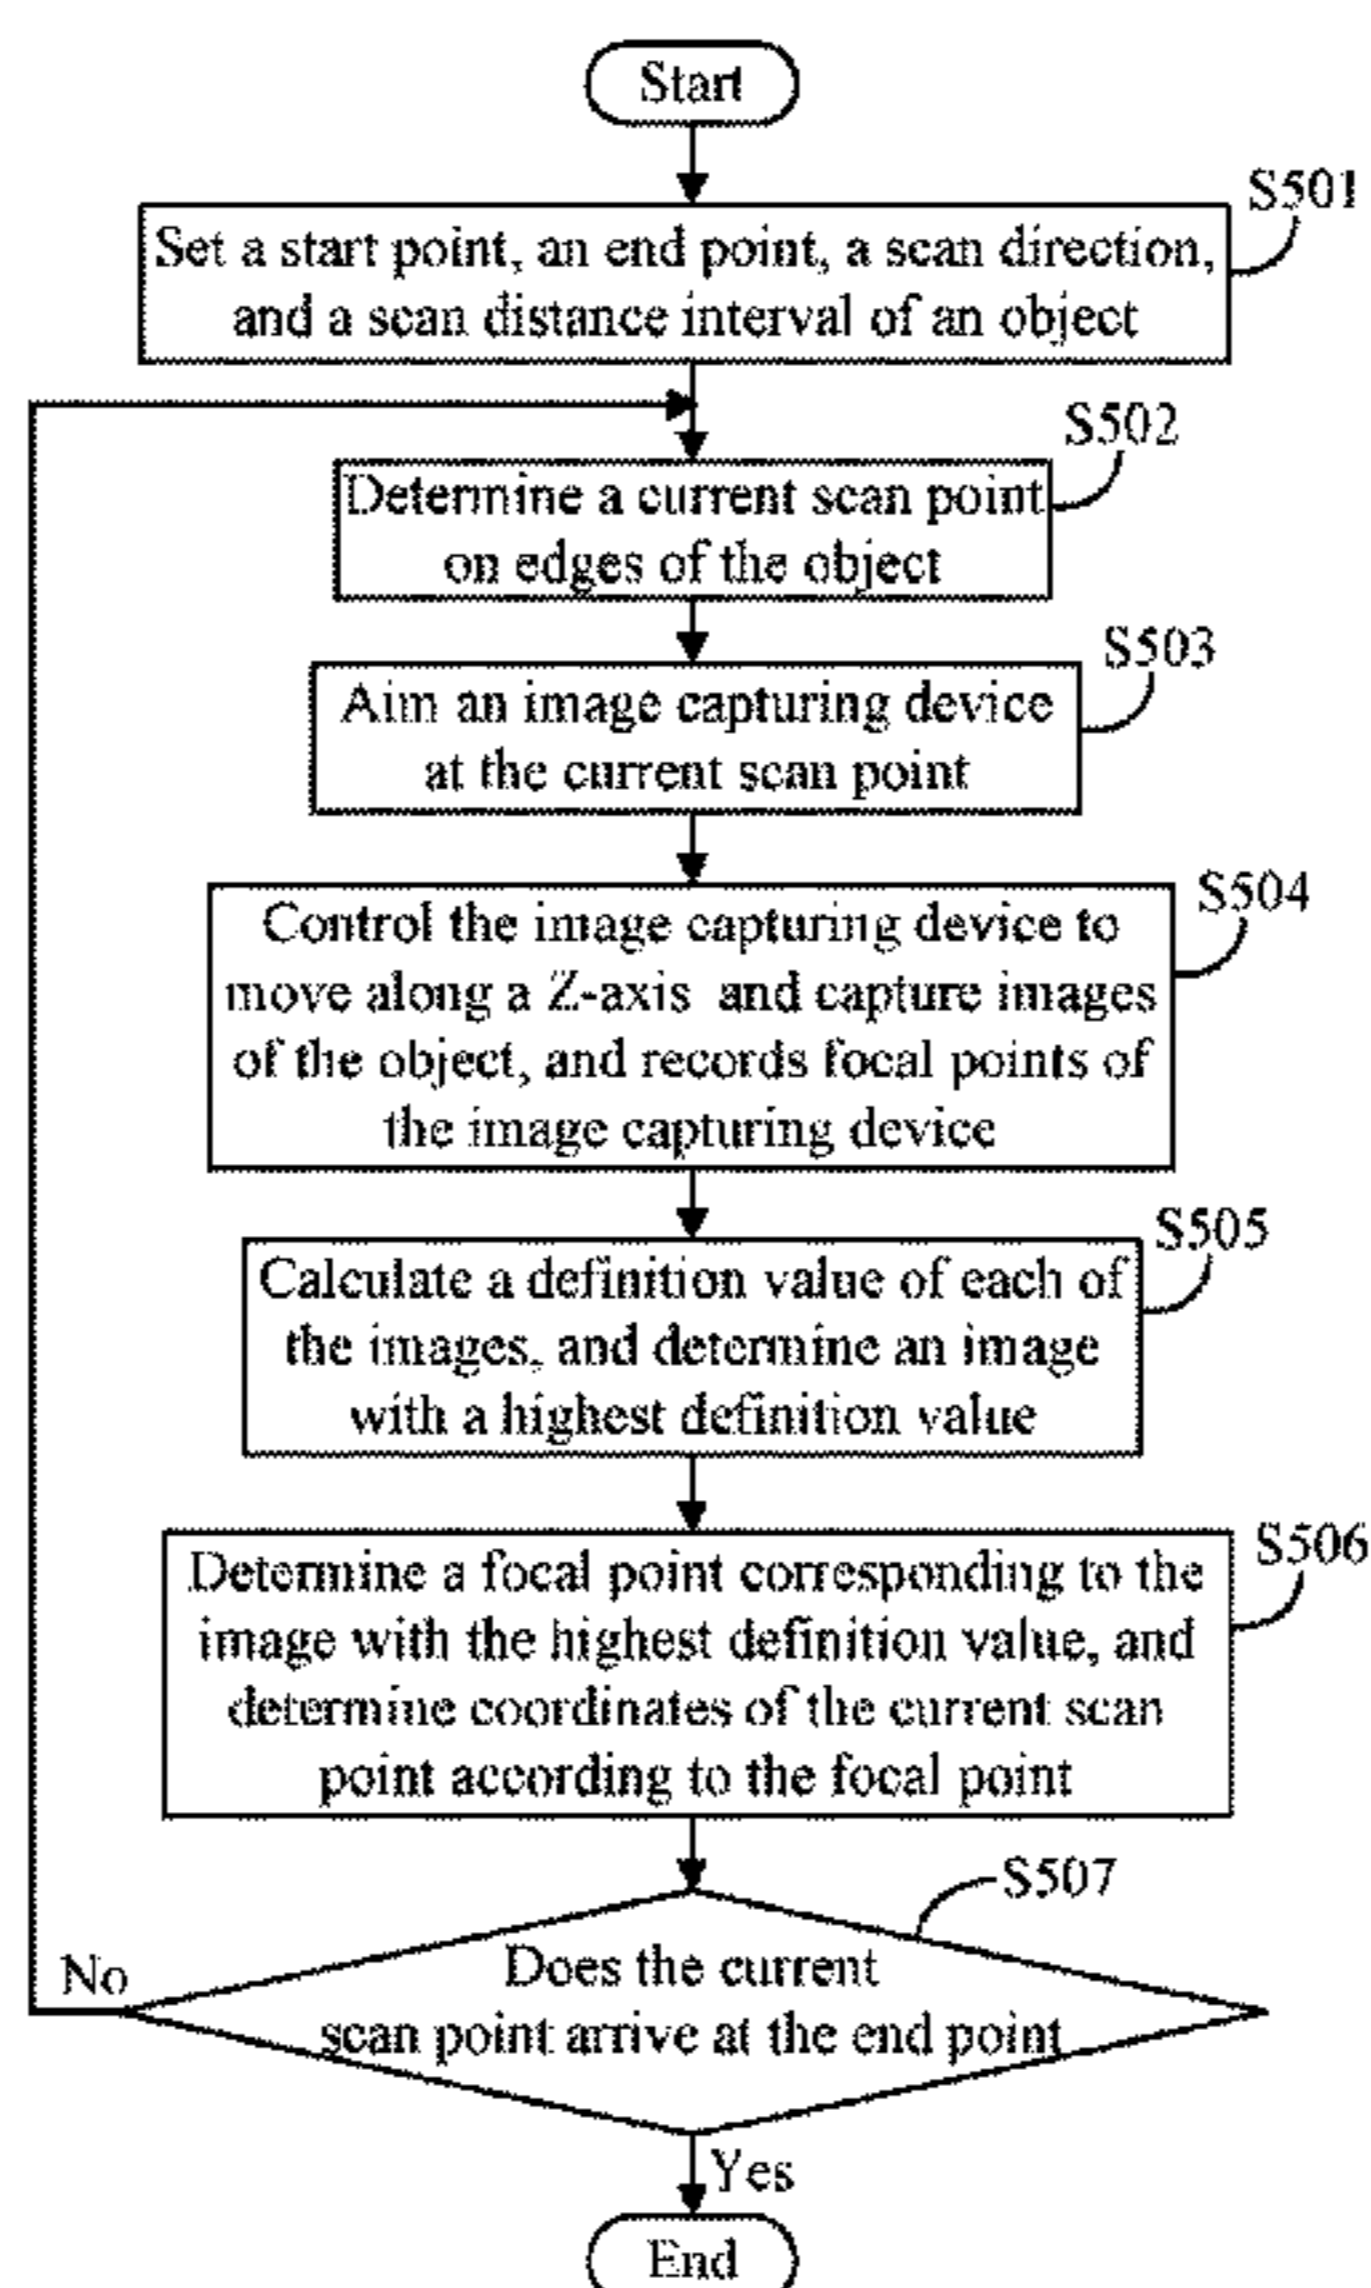 Start
S501
Set a start point, an end point, a scan direction,
and a scan distance interval of an object
S502
Determine a current scan point
on edges of the object
S503
Aim an image capturing device
at the current scan point
S504
Control the image capturing device to
move along a Z-axis and capture images
of the object, and records focal points of
the image capturing device
S505
Calculate a definition value of each of
the images, and determine an image
with a highest definition value
S506
Determine a focal point corresponding to the
image with the highest definition value, and
determine coordinates of the current scan
point according to the focal point
S507
Does the current
scan point arrive at the end point
No
Yes
End